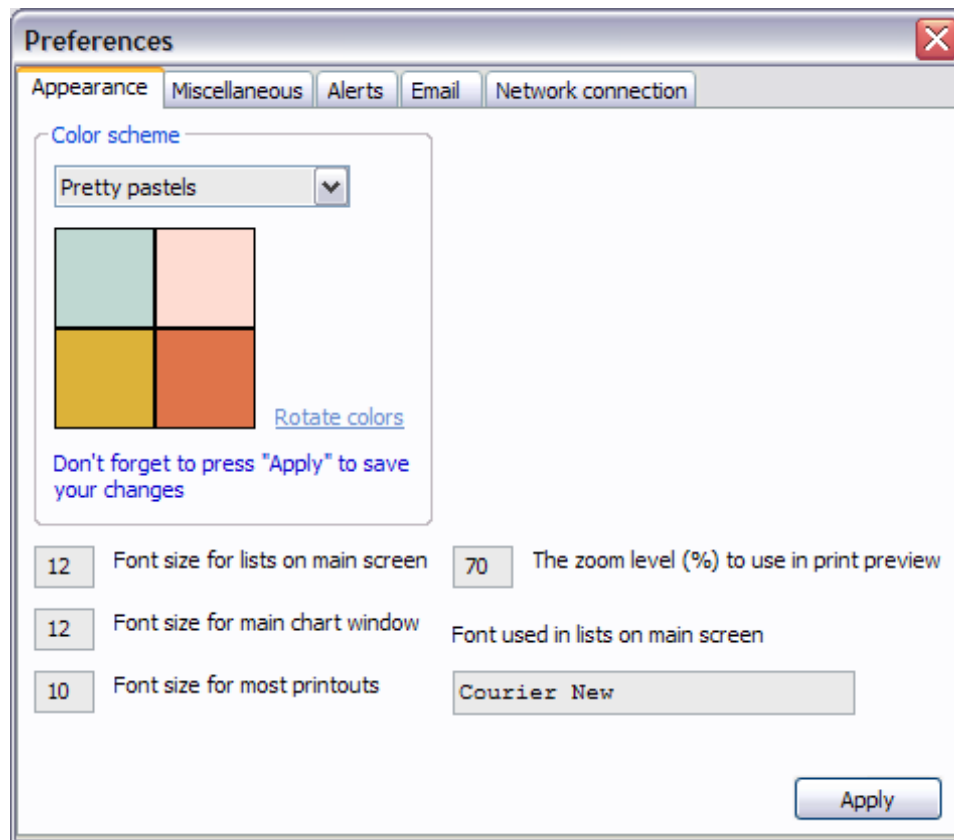 Preferences
Appearance Miscellaneous Alerts Email Network connection
Color scheme
Pretty pastels
Rotate colors
Don't forget to press "Apply" to save
your changes
12 Font size for lists on main screen
70 The zoom level (%) to use in print preview
12 Font size for main chart window
Font used in lists on main screen
10 Font size for most printouts
Courier New
Apply